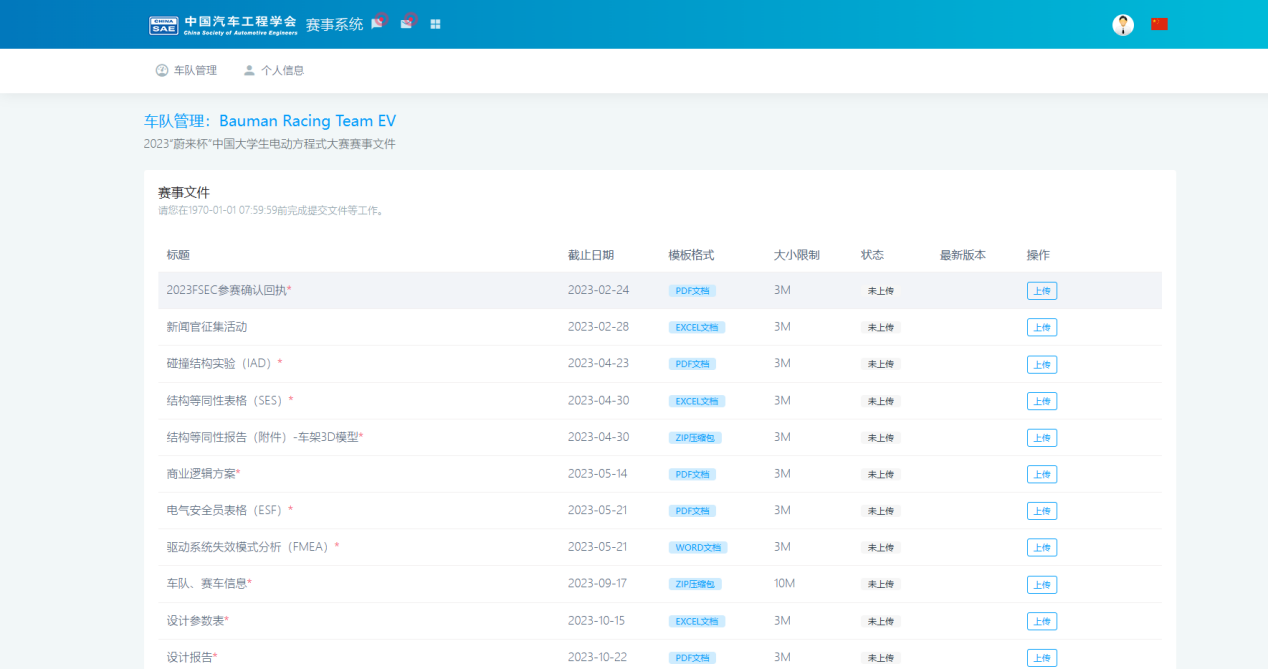 CHINA SAE 中国汽车工程学会 China Society of Automotive Engineers 赛事系统
车队管理 个人信息
车队管理：Bauman Racing Team EV
2023“蔚来杯”中国大学生电动方程式大赛赛事文件
赛事文件
请您在1970-01-01 07:59:59前完成提交文件等工作。
标题 截止日期 模板格式 大小限制 状态 最新版本 操作
2023FSEC参赛确认回执* 2023-02-24 PDF文档 3M 未上传 上传
新闻官征集活动 2023-02-28 EXCEL文档 3M 未上传 上传
碰撞结构实验（IAD）* 2023-04-23 PDF文档 3M 未上传 上传
结构等同性表格（SES）* 2023-04-30 EXCEL文档 3M 未上传 上传
结构等同性报告（附件）-车架3D模型* 2023-04-30 ZIP压缩包 3M 未上传 上传
商业逻辑方案* 2023-05-14 PDF文档 3M 未上传 上传
电气安全员表格（ESF）* 2023-05-21 PDF文档 3M 未上传 上传
驱动系统失效模式分析（FMEA）* 2023-05-21 WORD文档 3M 未上传 上传
车队、赛车信息* 2023-09-17 ZIP压缩包 10M 未上传 上传
设计参数表* 2023-10-15 EXCEL文档 3M 未上传 上传
设计报告* 2023-10-22 PDF文档 3M 未上传 上传